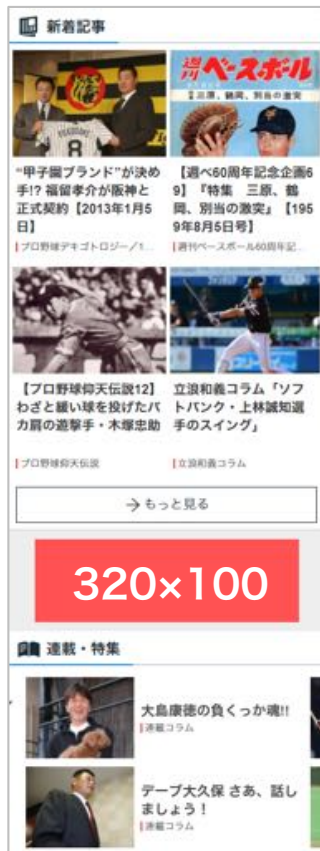 新着記事
週刊ベースボール
三原、鶴岡、別当の激突
8
“甲子園ブランド”が決め
手!? 福留孝介が阪神と
正式契約【2013年1月5
日】
プロ野球デキゴトロジー／1...
【週べ60周年記念企画6
9】『特集　三原、鶴
岡、別当の激突』【195
9年8月5日号】
週刊ベースボール60周年記...
【プロ野球仰天伝説12】
わざと緩い球を投げたバ
カ肩の遊撃手・木塚忠助
プロ野球仰天伝説
立浪和義コラム「ソフ
トバンク・上林誠知選
手のスイング」
立浪和義コラム
→もっと見る
320×100
連載・特集
大島康徳の負くっか魂!!
連載コラム
デーブ大久保 さあ、話し
ましょう！
連載コラム